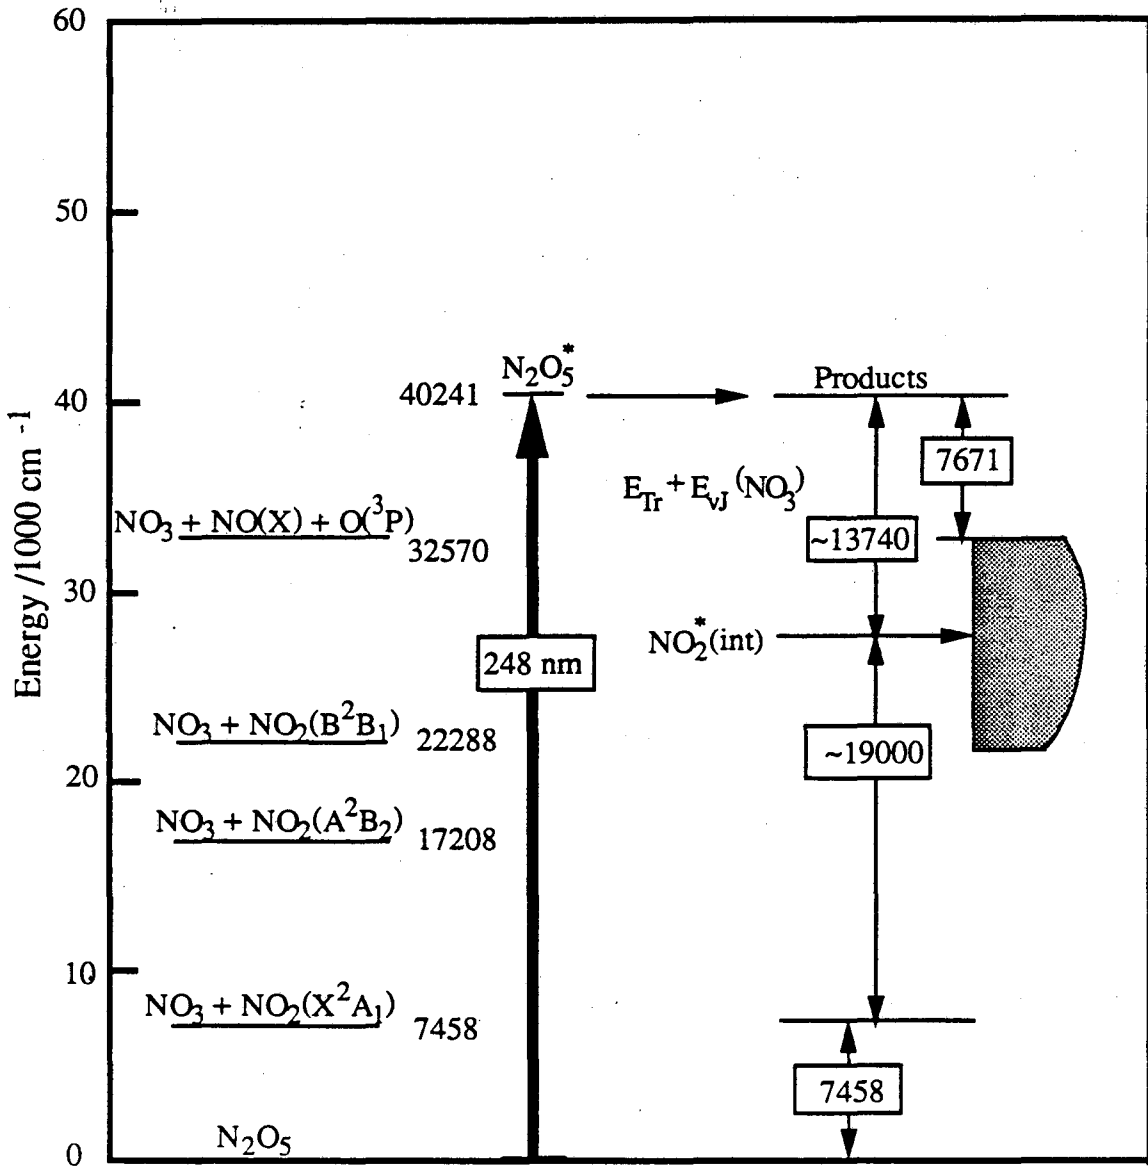 60
50
40
30
20
10
0
Energy /1000 cm⁻¹
N₂O₅*
40241
Products
7671
E_Tr + E_vJ (NO₃)
NO₃ + NO(X) + O(³P)
32570
~13740
NO₂*(int)
248 nm
NO₃ + NO₂(B²B₁)
22288
~19000
NO₃ + NO₂(A²B₂)
17208
NO₃ + NO₂(X²A₁)
7458
7458
N₂O₅